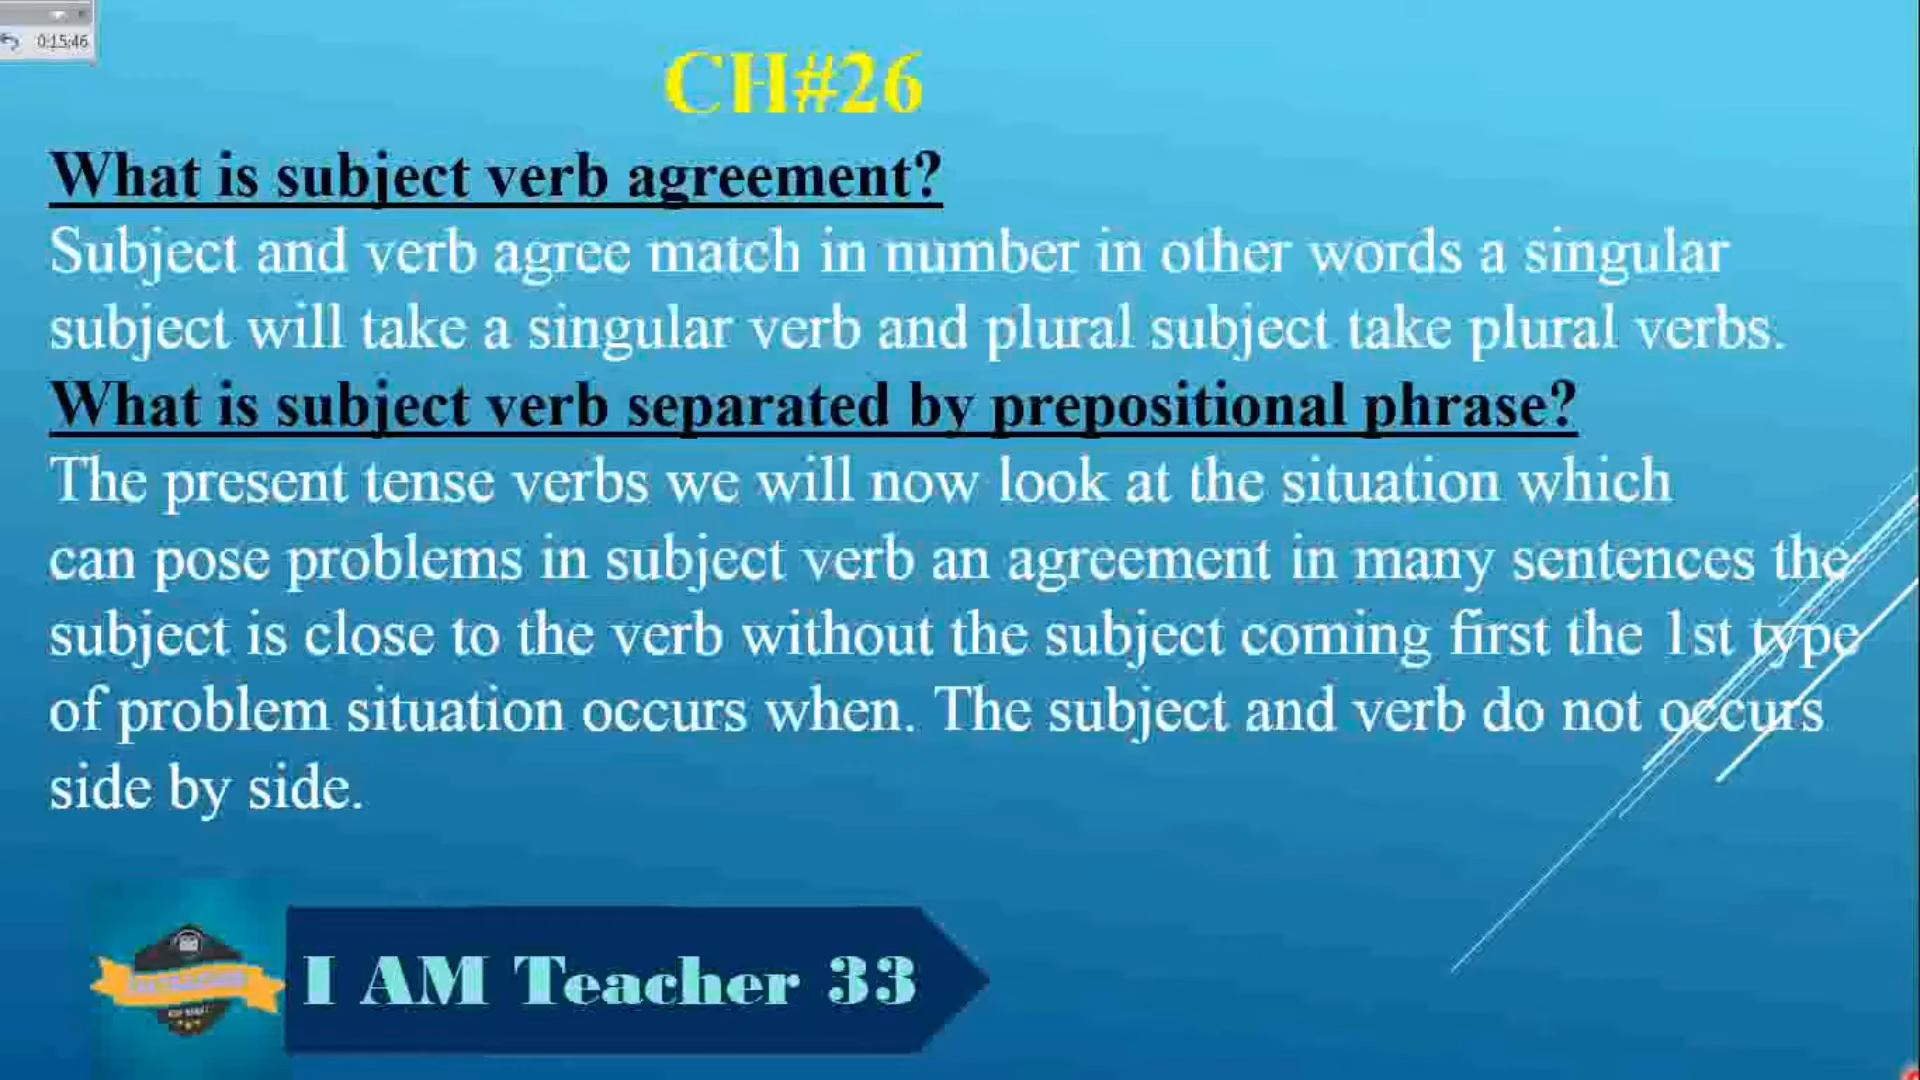 0:15:46
CH#26
What is subject verb agreement?
Subject and verb agree match in number in other words a singular
subject will take a singular verb and plural subject take plural verbs.
What is subject verb separated by prepositional phrase?
The present tense verbs we will now look at the situation which
can pose problems in subject verb an agreement in many sentences the
subject is close to the verb without the subject coming first the 1st type
of problem situation occurs when. The subject and verb do not occurs
side by side.
I AM Teacher 33